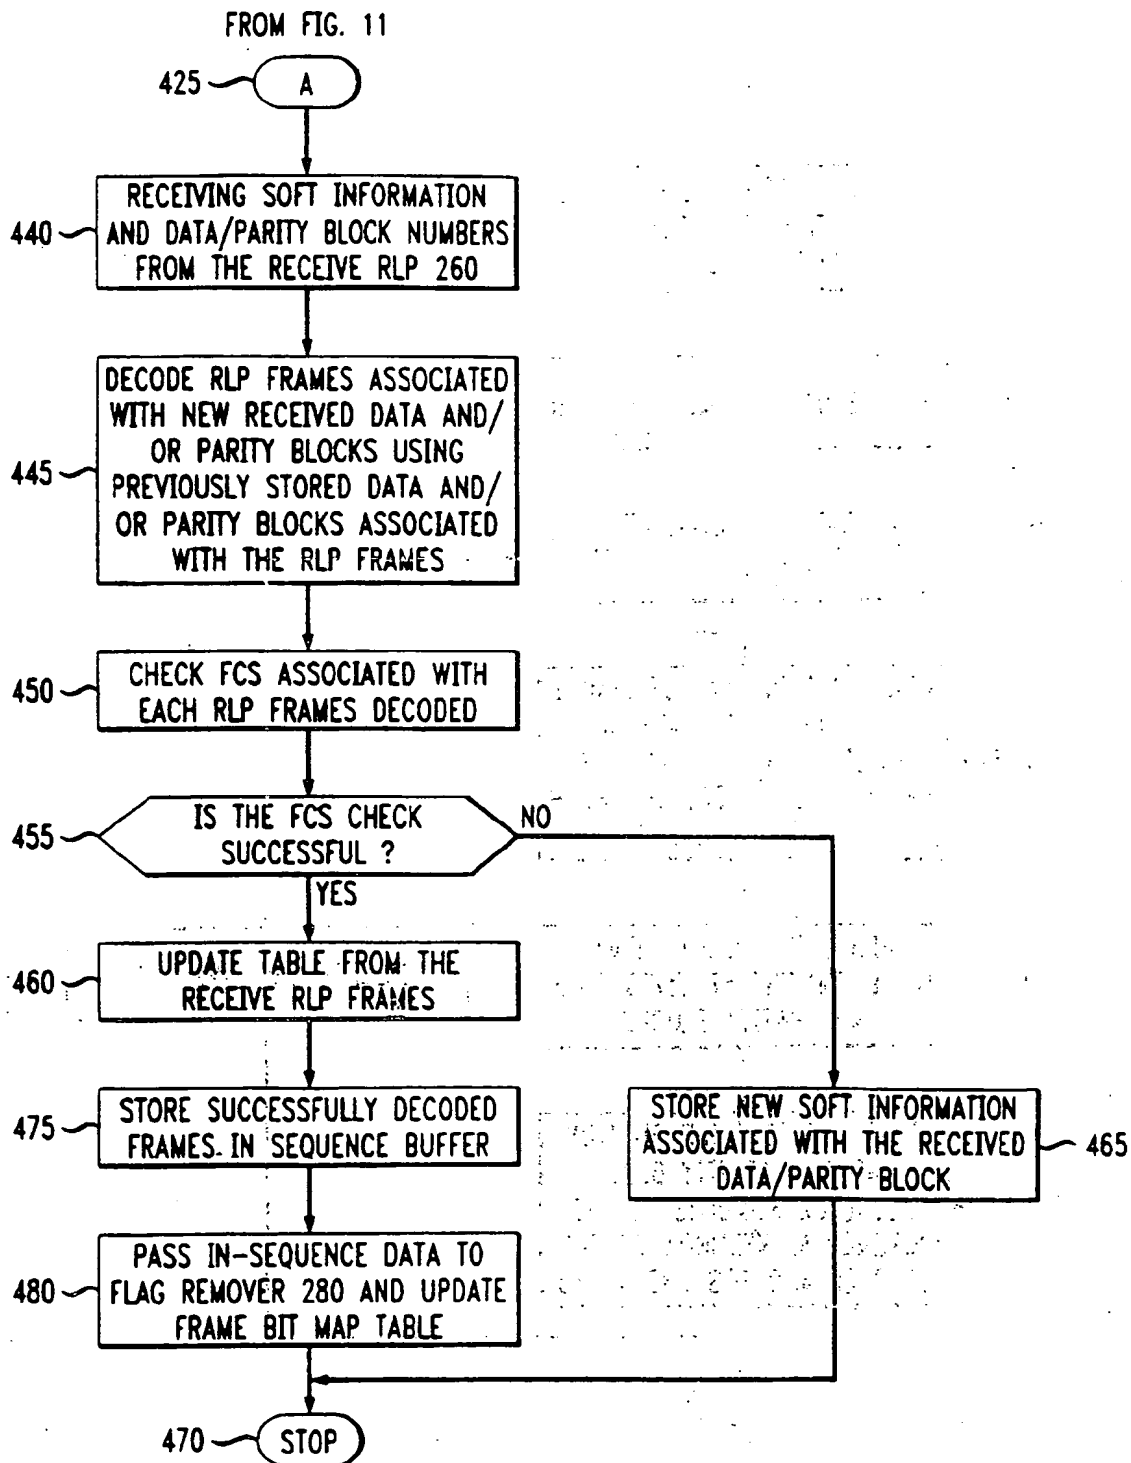 FROM FIG. 11
425
A
440
RECEIVING SOFT INFORMATION
AND DATA/PARITY BLOCK NUMBERS
FROM THE RECEIVE RLP 260
445
DECODE RLP FRAMES ASSOCIATED
WITH NEW RECEIVED DATA AND/
OR PARITY BLOCKS USING
PREVIOUSLY STORED DATA AND/
OR PARITY BLOCKS ASSOCIATED
WITH THE RLP FRAMES
450
CHECK FCS ASSOCIATED WITH
EACH RLP FRAMES DECODED
455
IS THE FCS CHECK
SUCCESSFUL ?
NO
YES
460
UPDATE TABLE FROM THE
RECEIVE RLP FRAMES
475
STORE SUCCESSFULLY DECODED
FRAMES IN SEQUENCE BUFFER
STORE NEW SOFT INFORMATION
ASSOCIATED WITH THE RECEIVED
DATA/PARITY BLOCK
465
480
PASS IN-SEQUENCE DATA TO
FLAG REMOVER 280 AND UPDATE
FRAME BIT MAP TABLE
470
STOP